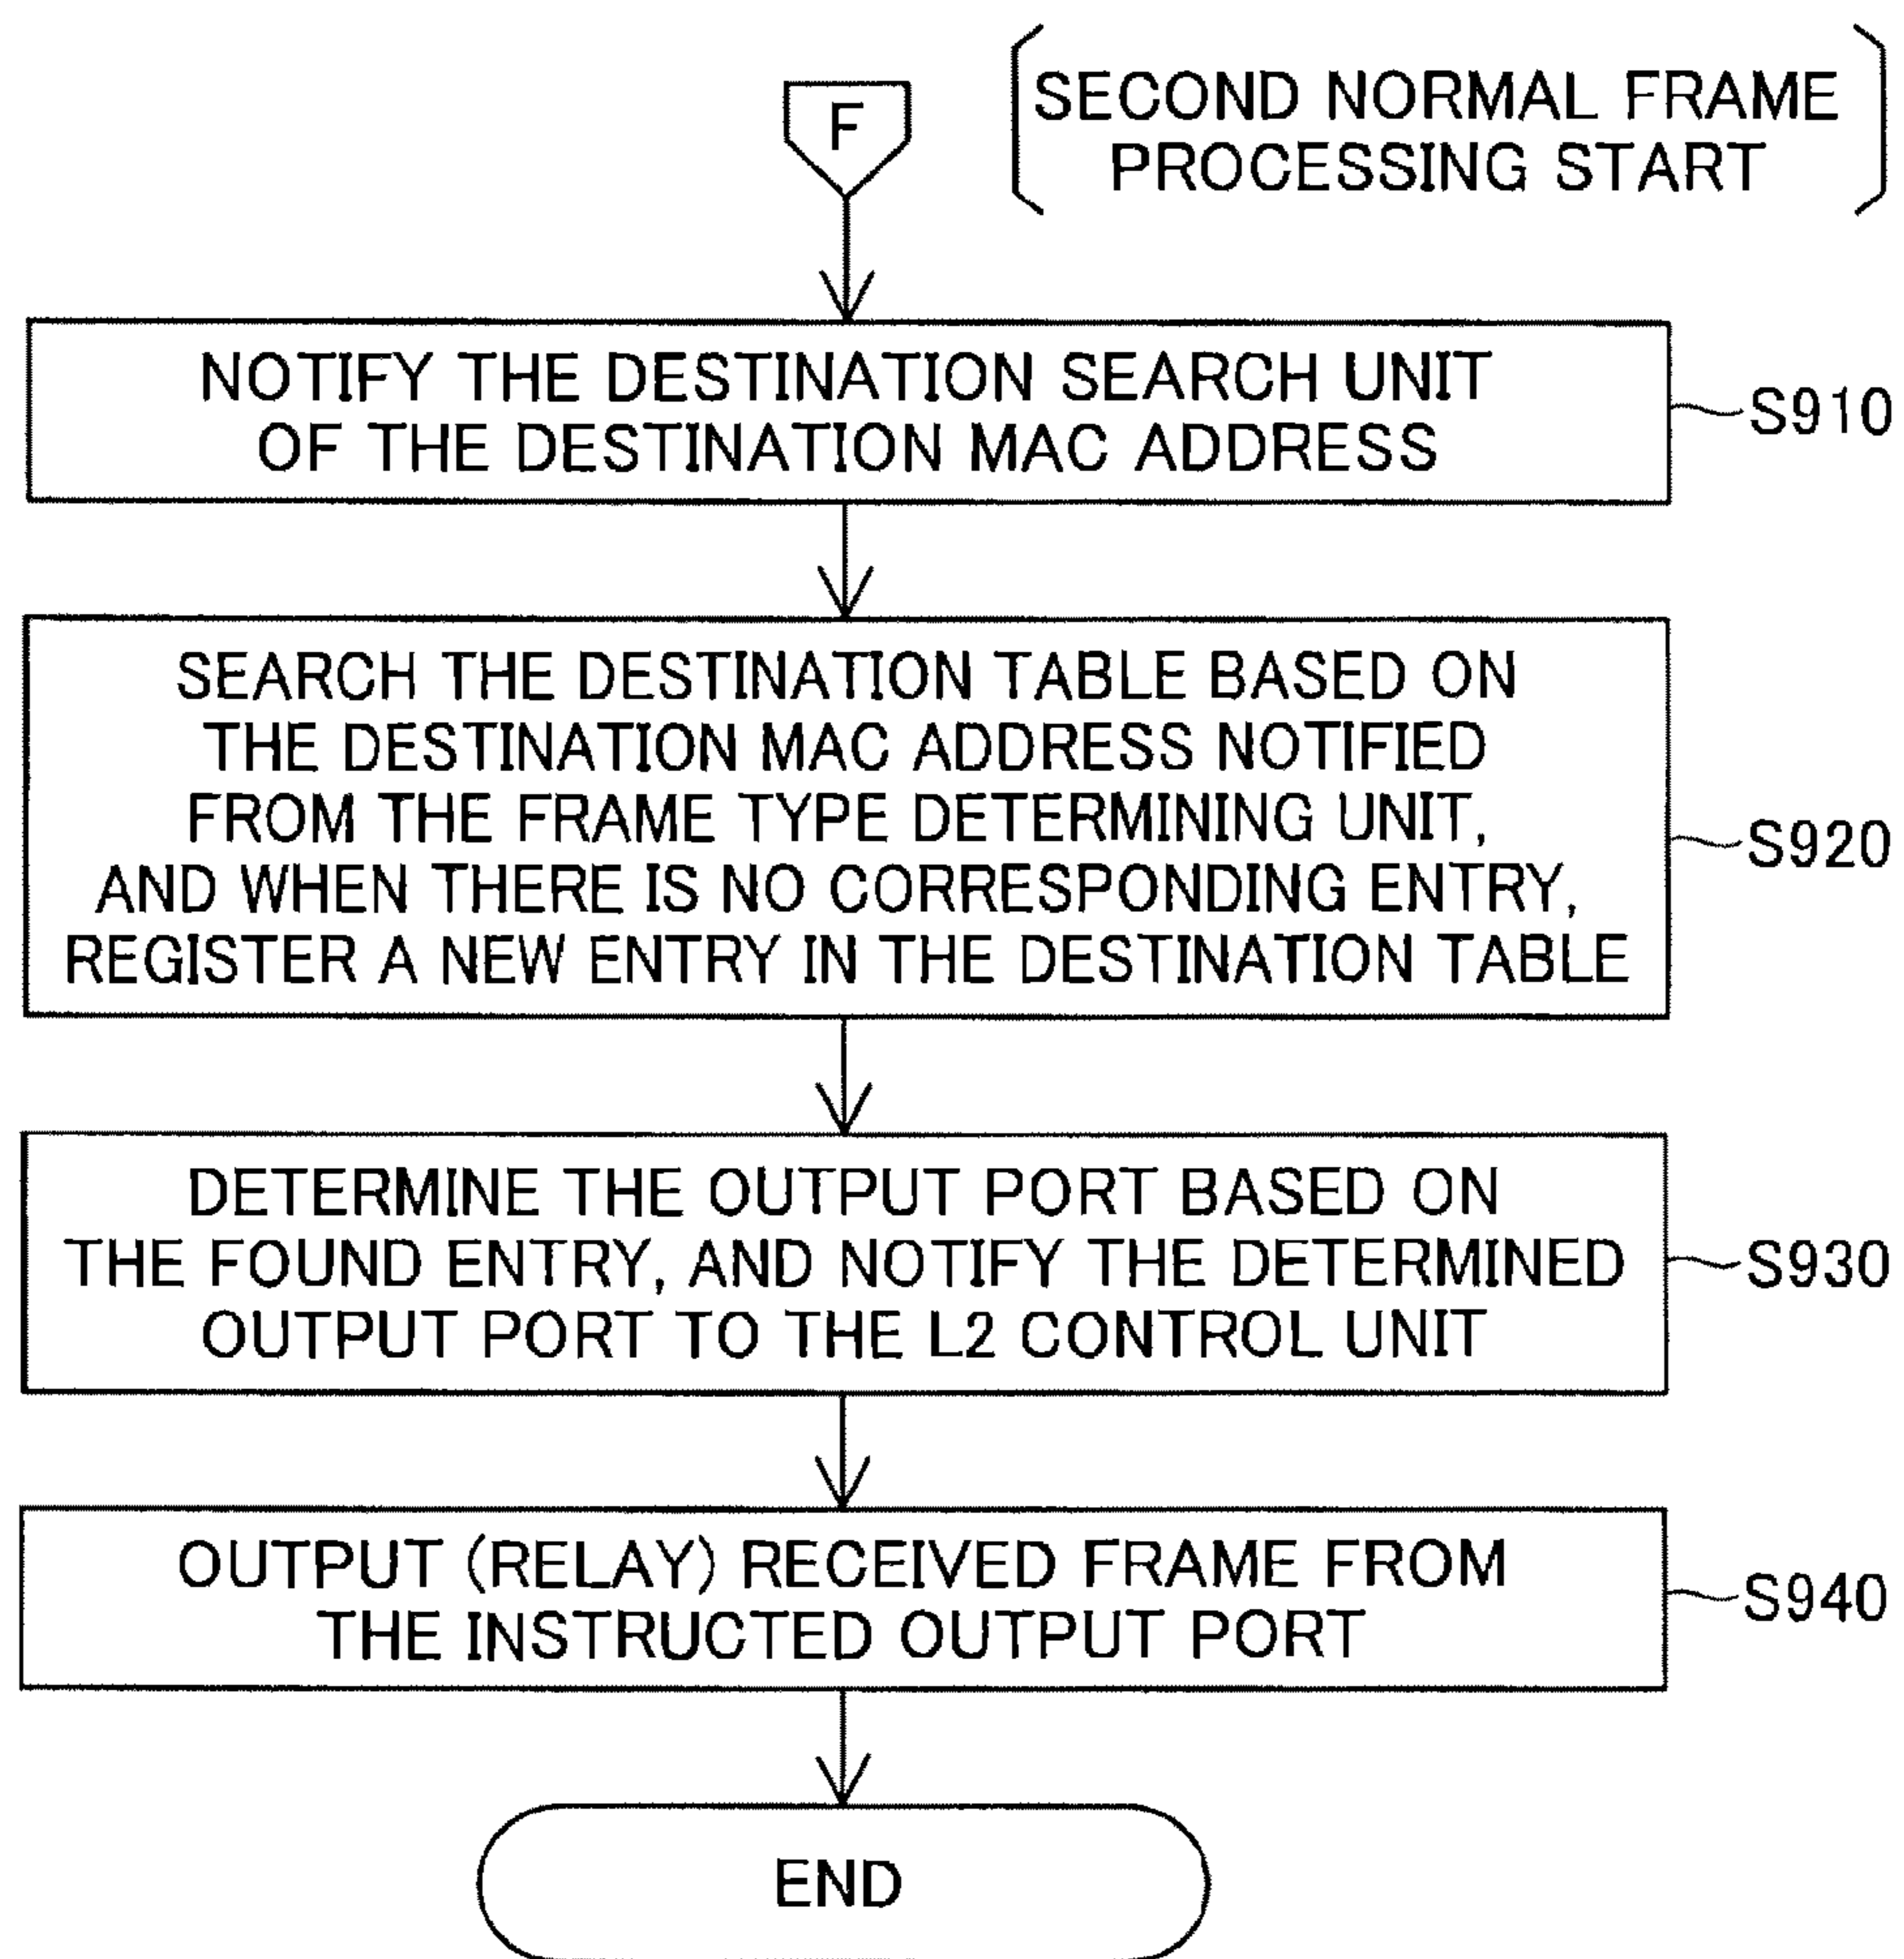 F
SECOND NORMAL FRAME
PROCESSING START
NOTIFY THE DESTINATION SEARCH UNIT
OF THE DESTINATION MAC ADDRESS
S910
SEARCH THE DESTINATION TABLE BASED ON
THE DESTINATION MAC ADDRESS NOTIFIED
FROM THE FRAME TYPE DETERMINING UNIT,
AND WHEN THERE IS NO CORRESPONDING ENTRY,
REGISTER A NEW ENTRY IN THE DESTINATION TABLE
S920
DETERMINE THE OUTPUT PORT BASED ON
THE FOUND ENTRY, AND NOTIFY THE DETERMINED
OUTPUT PORT TO THE L2 CONTROL UNIT
S930
OUTPUT (RELAY) RECEIVED FRAME FROM
THE INSTRUCTED OUTPUT PORT
S940
END